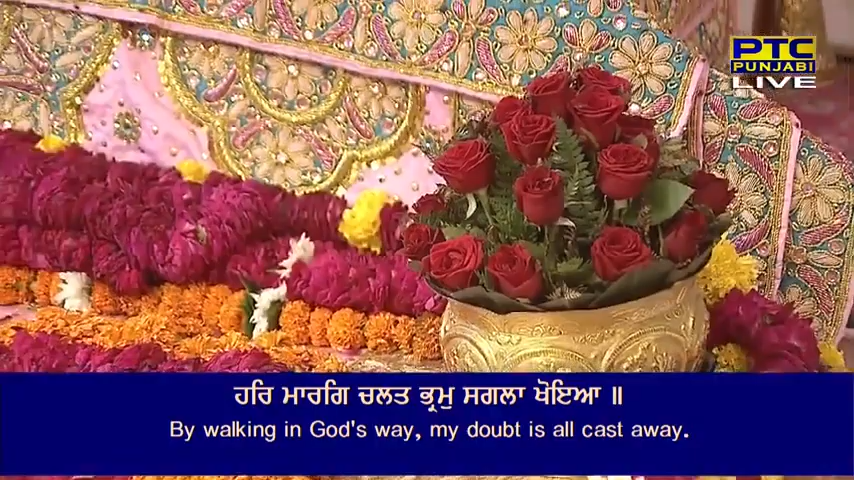 PTC
PUNJABI
LIVE
ਹਰਿ ਮਾਰਗਿ ਚਲਤ ਭ੍ਰਮੁ ਸਗਲਾ ਖੋਇਆ ॥
By walking in God's way, my doubt is all cast away.